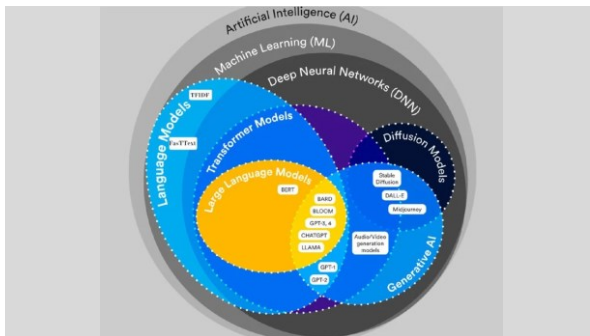 Artificial Intelligence (AI)
Machine Learning (ML)
Deep Neural Networks (DNN)
Language Models
TFIDF
FasTText
Transformer Models
Diffusion Models
Large Language Models
BERT
BARD
BLOOM
GPT-3, 4
CHATGPT
LLAMA
GPT-1
GPT-2
Stable
Diffusion
DALL-E
Midjourney
Audio/Video
generation
models
Generative AI